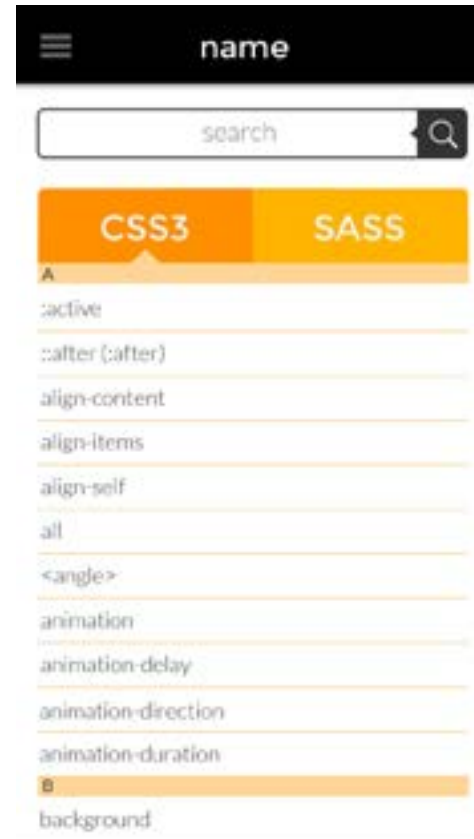 name
search
CSS3 SASS
A
:active
::after (:after)
align-content
align-items
align-self
all
<angle>
animation
animation-delay
animation-direction
animation-duration
B
background